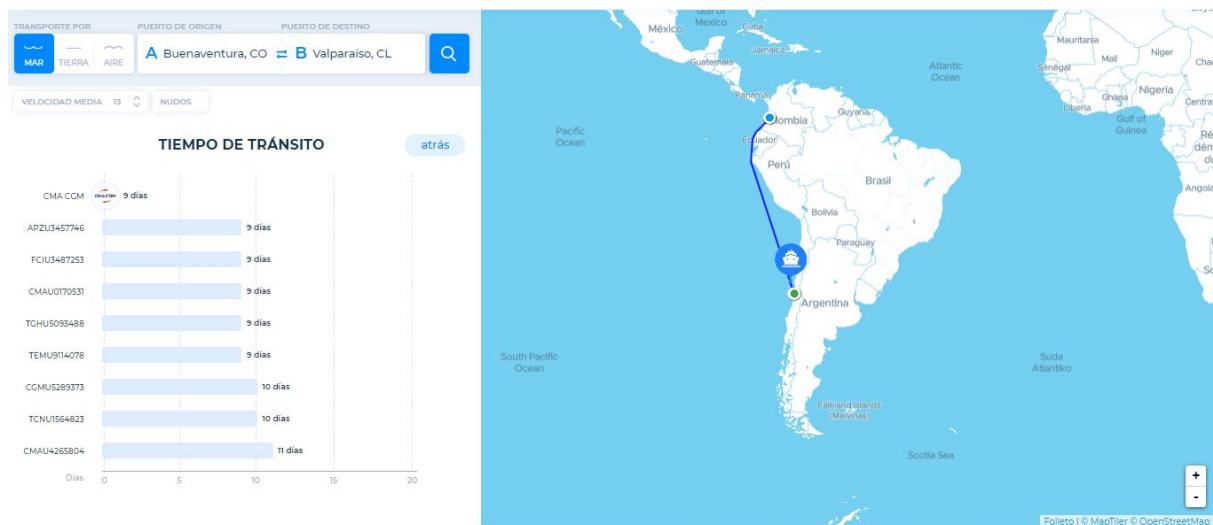 TRANSPORTE POR PUERTO DE ORIGEN PUERTO DE DESTINO
MAR TIERRA AIRE A Buenaventura, CO B Valparaíso, CL
VELOCIDAD MEDIA 13 NUDOS
TIEMPO DE TRÁNSITO atrás
CMA CGM 9 días
APZU3457746 9 días
FCIU3487253 9 días
CMAU0170531 9 días
TGHU5093488 9 días
TEMU9114078 9 días
CGMU5289373 10 días
TCNU1564823 10 días
CMAU4265804 11 días
Días 0 5 10 15 20
Gulf of
Mexico
México
Cuba
Jamaica
Guatemala
Panama
Atlantic
Ocean
Mauritania
Mali
Niger
Senegal
Nigeria
Ghana
Liberia
Gulf of
Guinea
Angola
Pacific
Ocean
Colombia
Guyana
Ecuador
Perú
Brasil
Bolivia
Paraguay
Argentina
South Pacific
Ocean
Suda
Atlantiko
Falkland Islands
(Malvinas)
Scotia Sea
+
-
Folleto | © MapTiler © OpenStreetMap